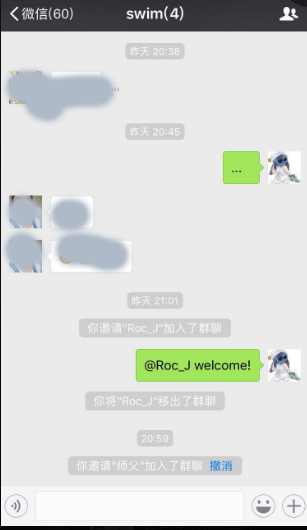 微信(60)
swim(4)
昨天 20:38
昨天 20:45
...
昨天 21:01
你邀请"Roc_J"加入了群聊
@Roc_J welcome!
你将"Roc_J"移出了群聊
20:59
你邀请"师父"加入了群聊 撤消